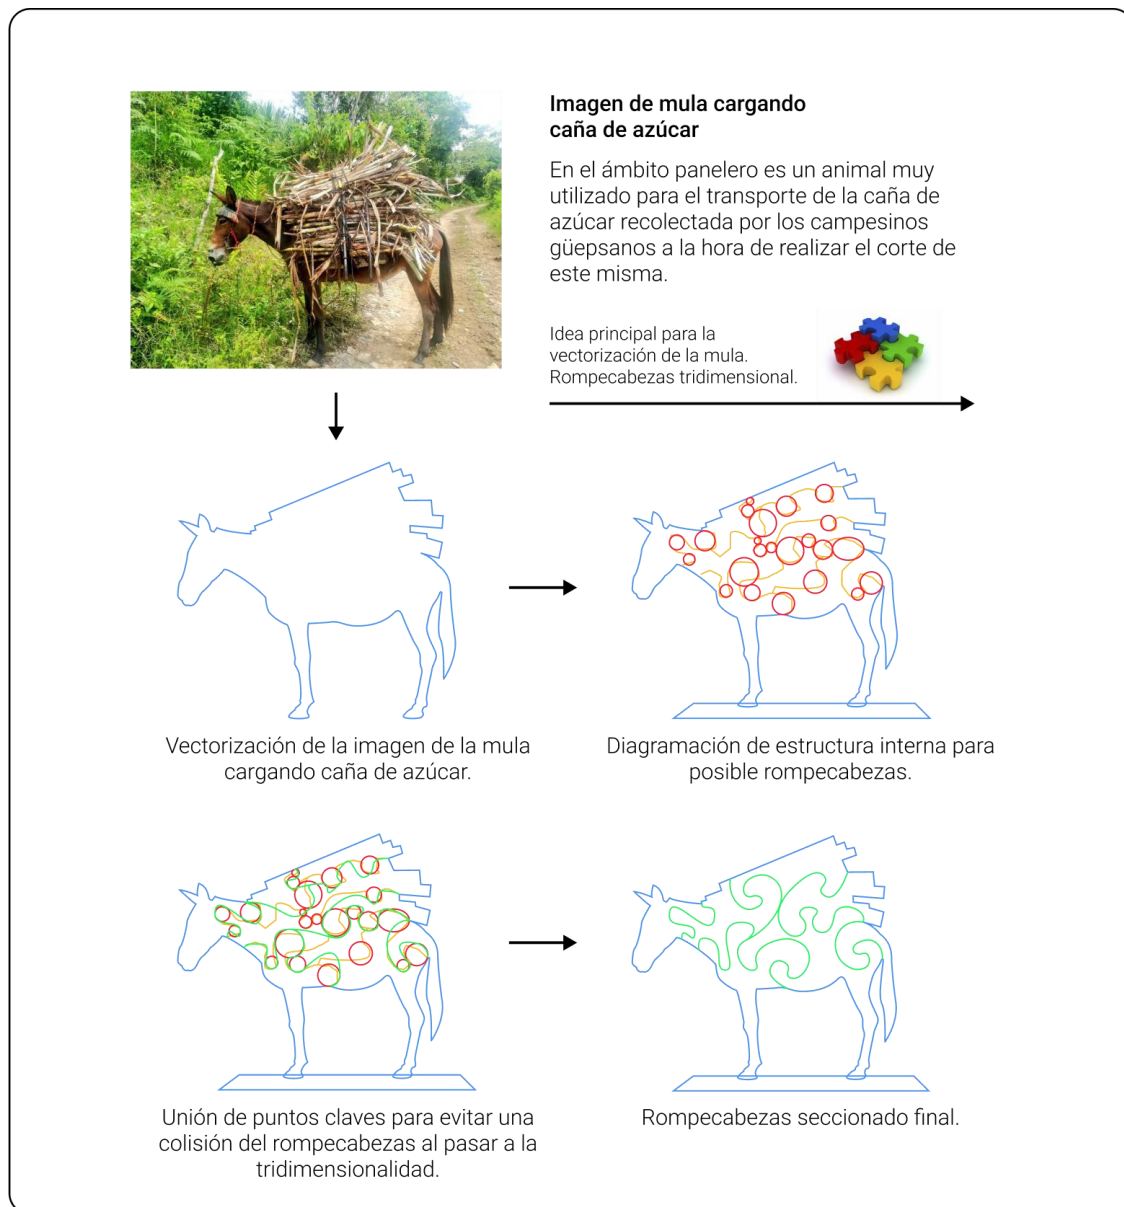 Imagen de mula cargando
caña de azúcar
En el ámbito panelero es un animal muy
utilizado para el transporte de la caña de
azúcar recolectada por los campesinos
güepsanos a la hora de realizar el corte de
este misma.
Idea principal para la
vectorización de la mula.
Rompecabezas tridimensional.
Vectorización de la imagen de la mula
cargando caña de azúcar.
Diagramación de estructura interna para
posible rompecabezas.
Unión de puntos claves para evitar una
colisión del rompecabezas al pasar a la
tridimensionalidad.
Rompecabezas seccionado final.